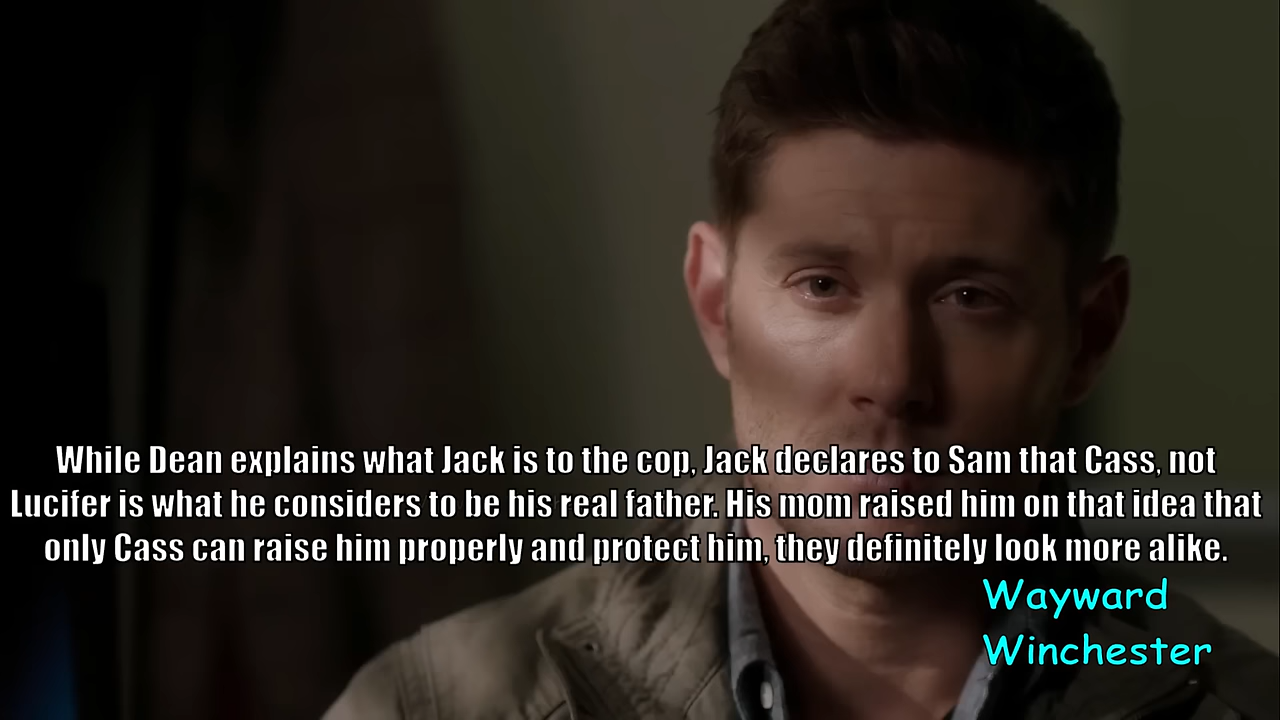 While Dean explains what Jack is to the cop, Jack declares to Sam that Cass, not
Lucifer is what he considers to be his real father. His mom raised him on that idea that
only Cass can raise him properly and protect him, they definitely look more alike.
Wayward
Winchester